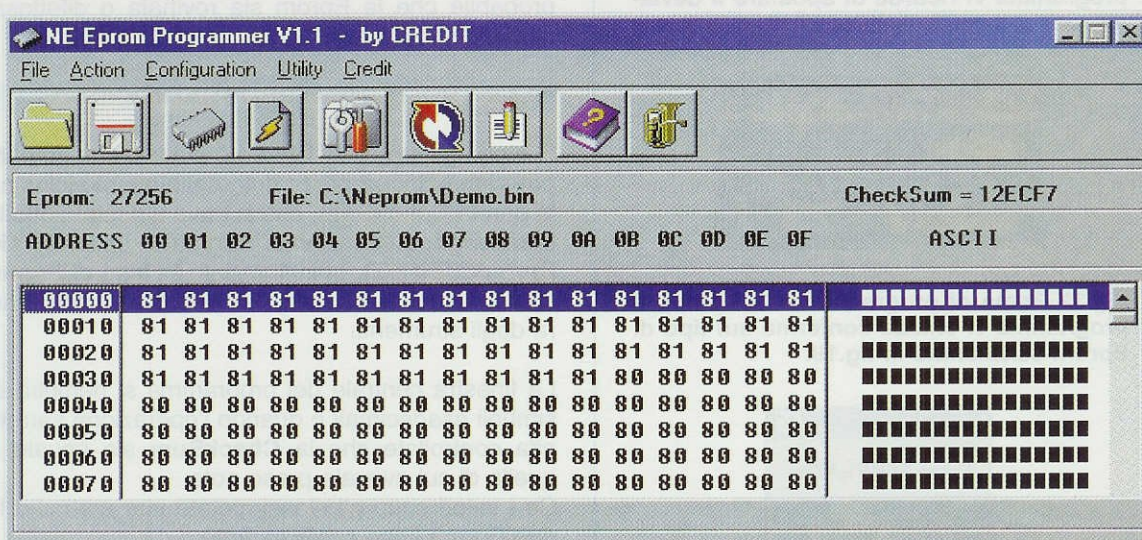 NE Eprom Programmer V1.1 - by CREDIT
File Action Configuration Utility Credit
Eprom: 27256 File: C:\Neprom\Demo.bin CheckSum = 12ECF7
ADDRESS 00 01 02 03 04 05 06 07 08 09 0A 0B 0C 0D 0E 0F ASCII
00000 81 81 81 81 81 81 81 81 81 81 81 81 81 81 81 81
00010 81 81 81 81 81 81 81 81 81 81 81 81 81 81 81 81
00020 81 81 81 81 81 81 81 81 81 81 81 81 81 81 81 81
00030 81 81 81 81 81 81 81 81 81 81 81 80 80 80 80 80
00040 80 80 80 80 80 80 80 80 80 80 80 80 80 80 80 80
00050 80 80 80 80 80 80 80 80 80 80 80 80 80 80 80 80
00060 80 80 80 80 80 80 80 80 80 80 80 80 80 80 80 80
00070 80 80 80 80 80 80 80 80 80 80 80 80 80 80 80 80